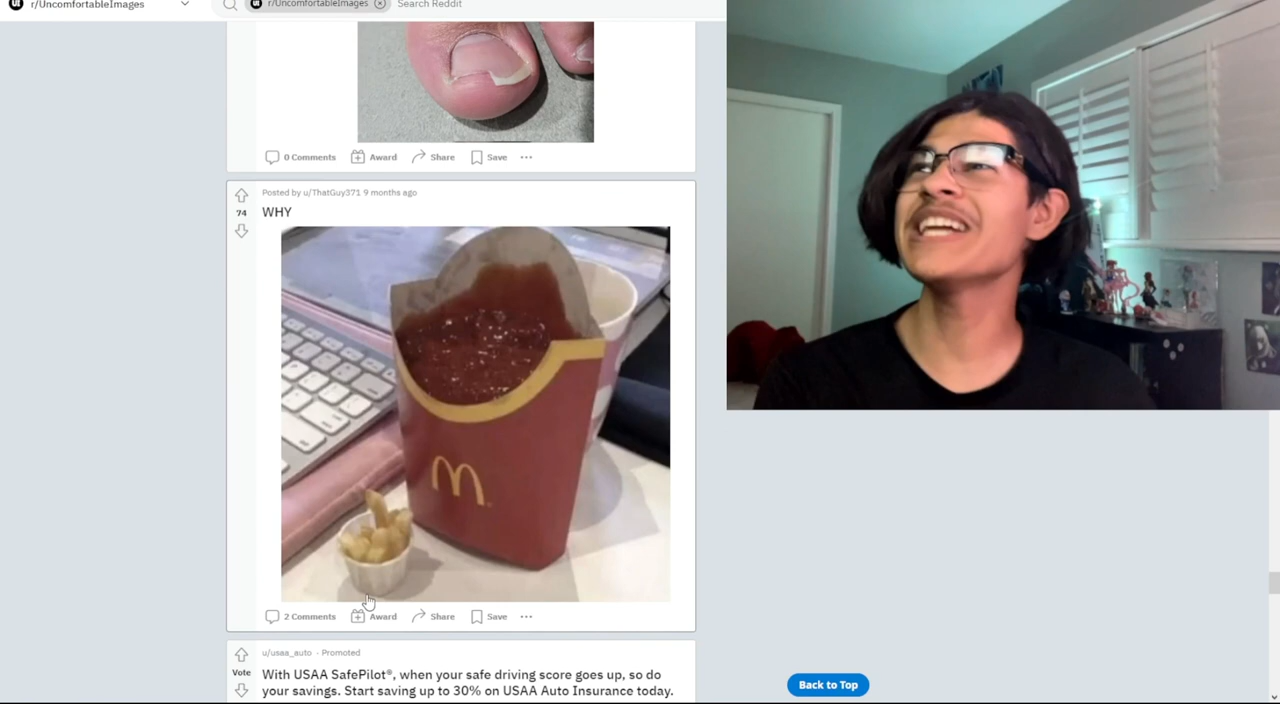 r/UncomfortableImages
r/UncomfortableImages
Search Reddit
0 Comments Award Share Save
Posted by u/ThatGuy371 9 months ago
74
WHY
M
2 Comments Award Share Save
u/usaa_auto · Promoted
Vote
With USAA SafePilot®, when your safe driving score goes up, so do
your savings. Start saving up to 30% on USAA Auto Insurance today.
Back to Top